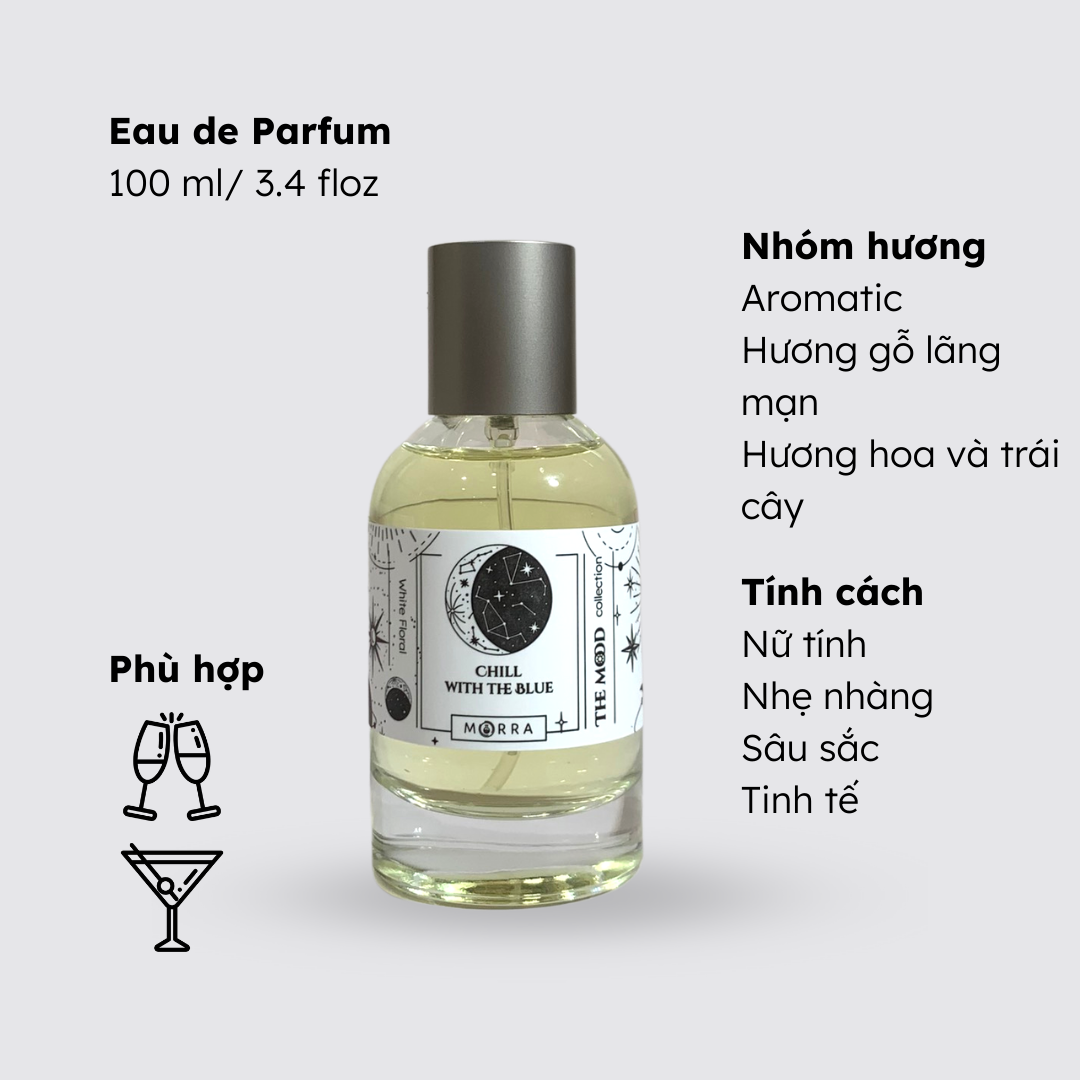 Eau de Parfum
100 ml/ 3.4 floz
Nhóm hương
Aromatic
Hương gỗ lãng
mạn
Hương hoa và trái
cây
Tính cách
Nữ tính
Nhẹ nhàng
Sâu sắc
Tinh tế
Phù hợp
White Floral
CHILL
WITH THE BLUE
MORRA
THE MOOD collection